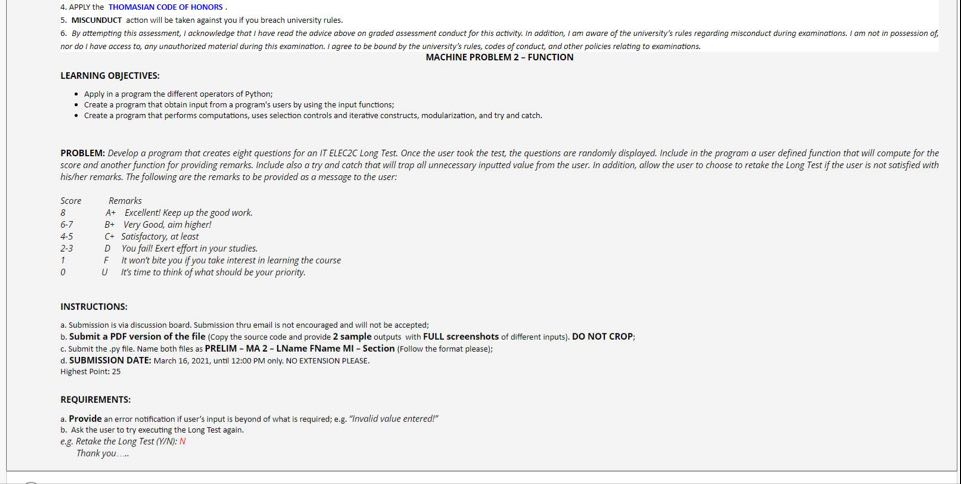 4. APPLY the THOMASIAN CODE OF HONORS .
5. MISCUNDUCT action will be taken against you if you breach university rules.
6. By attempting this assessment, I acknowledge that I have read the advice above on graded assessment conduct for this activity. In addition, I am aware of the university's rules regarding misconduct during examinations. I am not in possession of,
nor do I have access to, any unauthorized material during this examination. I agree to be bound by the university's rules, codes of conduct, and other policies relating to examinations.
MACHINE PROBLEM 2 – FUNCTION
LEARNING OBJECTIVES:
• Apply in a program the different operators of Python;
• Create a program that obtain input from a program's users by using the input functions;
• Create a program that performs computations, uses selection controls and iterative constructs, modularization, and try and catch.
PROBLEM: Develop a program that creates eight questions for an IT ELEC2C Long Test. Once the user took the test, the questions are randomly displayed. Include in the program a user defined function that will compute for the
score and another function for providing remarks. Include also a try and catch that will trap all unnecessary inputted value from the user. In addition, allow the user to choose to retake the Long Test if the user is not satisfied with
his/her remarks. The following are the remarks to be provided as a message to the user:
Score Remarks
8 A+ Excellent! Keep up the good work.
6-7 B+ Very Good, aim higher!
4-5 C+ Satisfactory, at least
2-3 D You fail! Exert effort in your studies.
1 F It won't bite you if you take interest in learning the course
0 U It's time to think of what should be your priority.
INSTRUCTIONS:
a. Submission is via discussion board. Submission thru email is not encouraged and will not be accepted;
b. Submit a PDF version of the file (Copy the source code and provide 2 sample outputs with FULL screenshots of different inputs). DO NOT CROP;
c. Submit the .py file. Name both files as PRELIM – MA 2 – LName FName MI – Section (Follow the format please);
d. SUBMISSION DATE: March 16, 2021, until 12:00 PM only. NO EXTENSION PLEASE.
Highest Point: 25
REQUIREMENTS:
a. Provide an error notification if user's input is beyond of what is required; e.g. "Invalid value entered!"
b. Ask the user to try executing the Long Test again.
e.g. Retake the Long Test (Y/N): N
Thank you.....